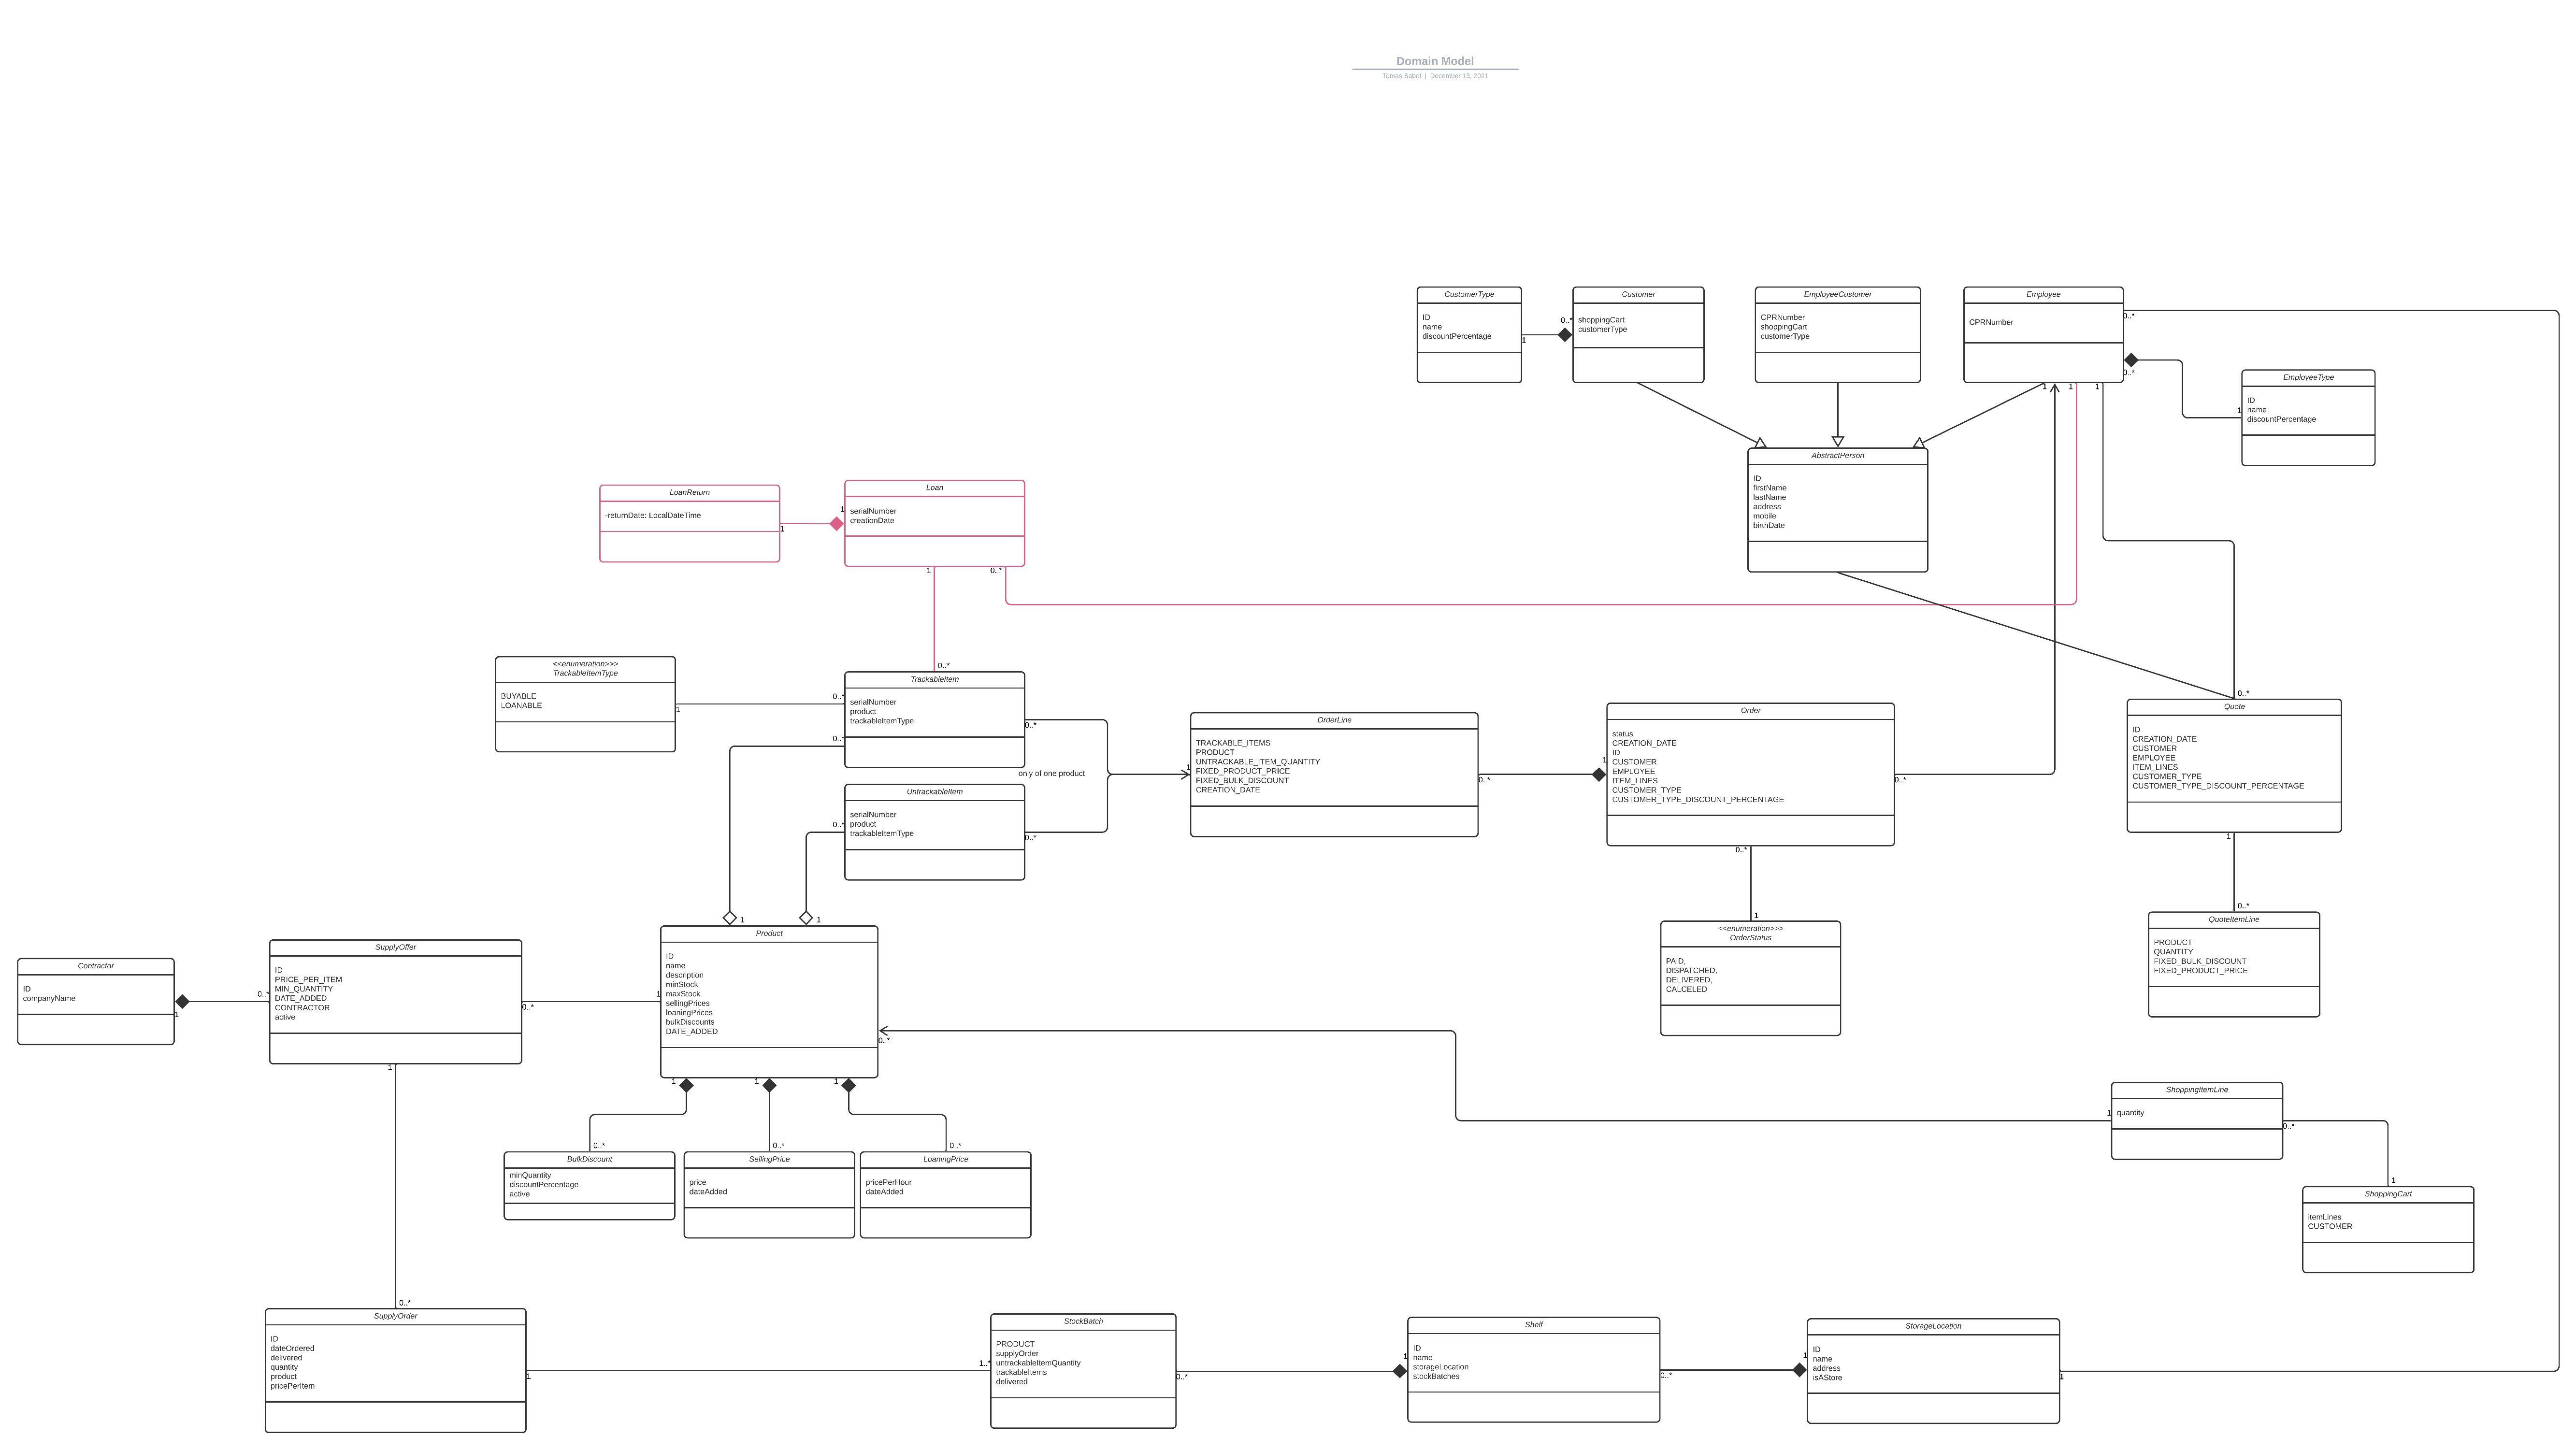 Domain Model
Tomas Sabol | December 13, 2021
CustomerType
ID
name
discountPercentage
1
0..*
Customer
shoppingCart
customerType
EmployeeCustomer
CPRNumber
shoppingCart
customerType
Employee
CPRNumber
0..*
0..*
1
1
1
EmployeeType
1
ID
name
discountPercentage
AbstractPerson
ID
firstName
lastName
address
mobile
birthDate
LoanReturn
-returnDate: LocalDateTime
1
1
Loan
serialNumber
creationDate
1
0..*
<<enumeration>>>
TrackableItemType
BUYABLE
LOANABLE
1
0..*
0..*
TrackableItem
serialNumber
product
trackableItemType
0..*
0..*
only of one product
UntrackableItem
serialNumber
product
trackableItemType
0..*
0..*
1
OrderLine
TRACKABLE_ITEMS
PRODUCT
UNTRACKABLE_ITEM_QUANTITY
FIXED_PRODUCT_PRICE
FIXED_BULK_DISCOUNT
CREATION_DATE
0..*
1
Order
status
CREATION_DATE
ID
CUSTOMER
EMPLOYEE
ITEM_LINES
CUSTOMER_TYPE
CUSTOMER_TYPE_DISCOUNT_PERCENTAGE
0..*
0..*
1
<<enumeration>>>
OrderStatus
PAID,
DISPATCHED,
DELIVERED,
CALCELED
0..*
Quote
ID
CREATION_DATE
CUSTOMER
EMPLOYEE
ITEM_LINES
CUSTOMER_TYPE
CUSTOMER_TYPE_DISCOUNT_PERCENTAGE
1
0..*
QuoteItemLine
PRODUCT
QUANTITY
FIXED_BULK_DISCOUNT
FIXED_PRODUCT_PRICE
Contractor
ID
companyName
1
0..*
SupplyOffer
ID
PRICE_PER_ITEM
MIN_QUANTITY
DATE_ADDED
CONTRACTOR
active
0..*
1
1
1
1
Product
ID
name
description
minStock
maxStock
sellingPrices
loaningPrices
bulkDiscounts
DATE_ADDED
0..*
1
1
1
0..*
0..*
0..*
BulkDiscount
minQuantity
discountPercentage
active
SellingPrice
price
dateAdded
LoaningPrice
pricePerHour
dateAdded
ShoppingItemLine
1
quantity
0..*
1
ShoppingCart
itemLines
CUSTOMER
0..*
SupplyOrder
ID
dateOrdered
delivered
quantity
product
pricePerItem
1
1..*
StockBatch
PRODUCT
supplyOrder
untrackableItemQuantity
trackableItems
delivered
0..*
1
Shelf
ID
name
storageLocation
stockBatches
0..*
1
StorageLocation
ID
name
address
isAStore
1